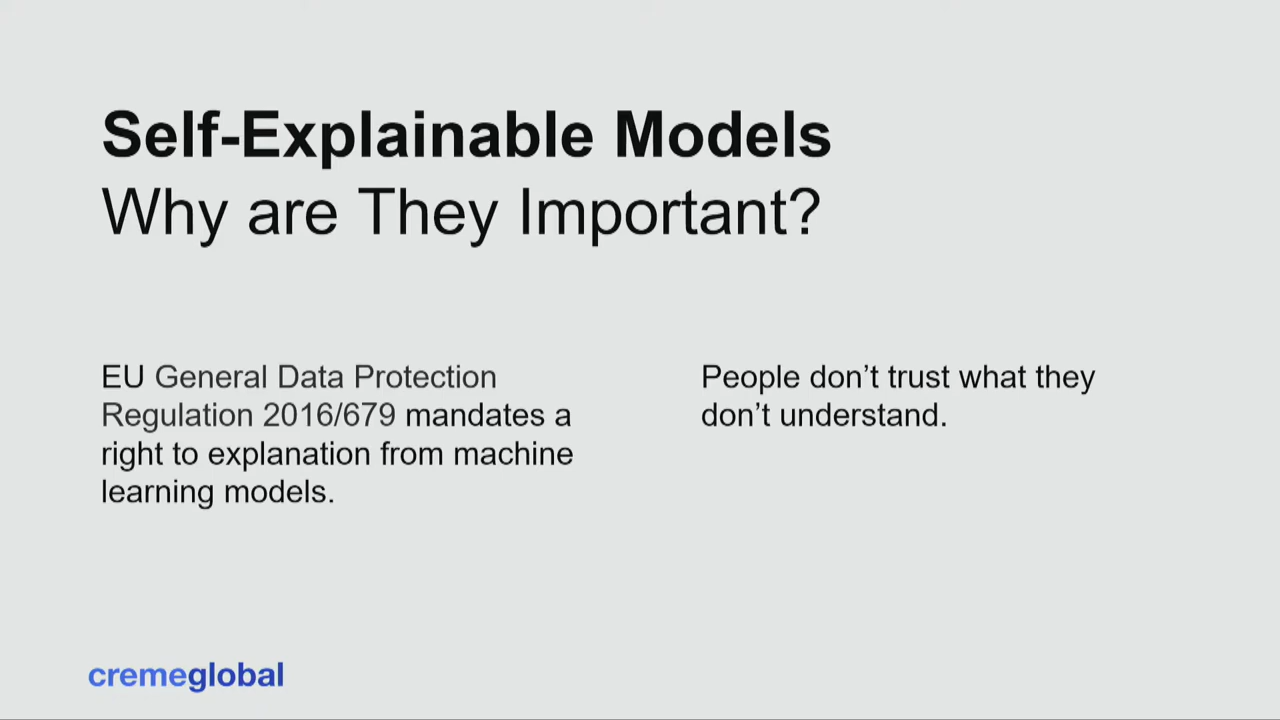 Self-Explainable Models
Why are They Important?
EU General Data Protection
Regulation 2016/679 mandates a
right to explanation from machine
learning models.
People don’t trust what they
don’t understand.
cremeglobal